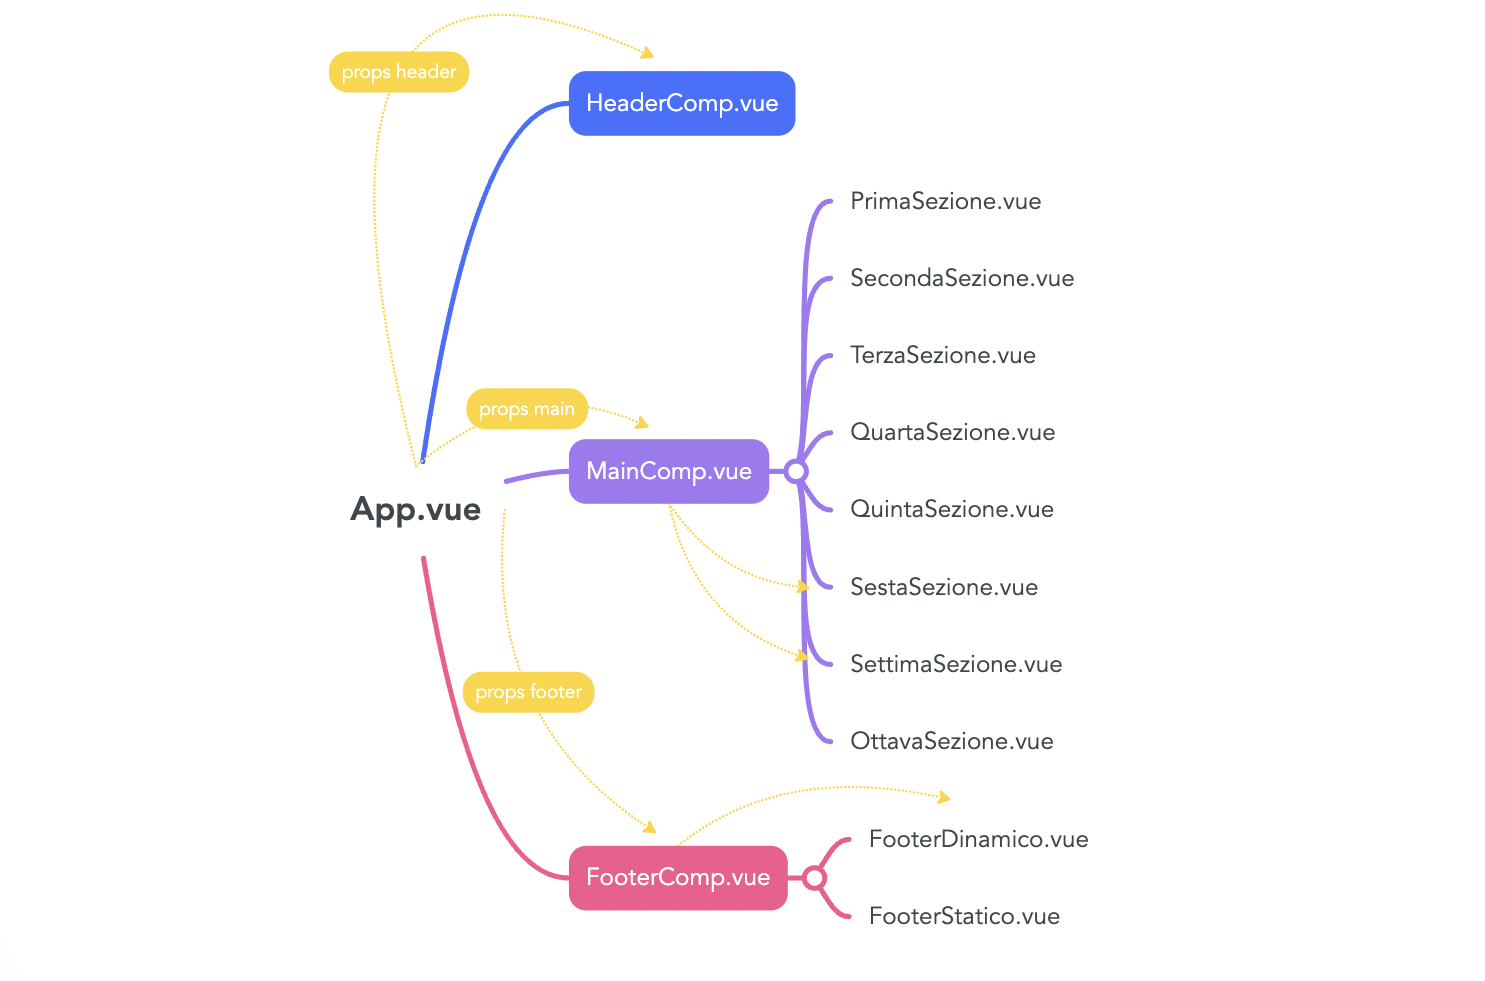 props header
HeaderComp.vue
PrimaSezione.vue
SecondaSezione.vue
TerzaSezione.vue
props main
QuartaSezione.vue
MainComp.vue
App.vue
QuintaSezione.vue
SestaSezione.vue
SettimaSezione.vue
props footer
OttavaSezione.vue
FooterDinamico.vue
FooterComp.vue
FooterStatico.vue